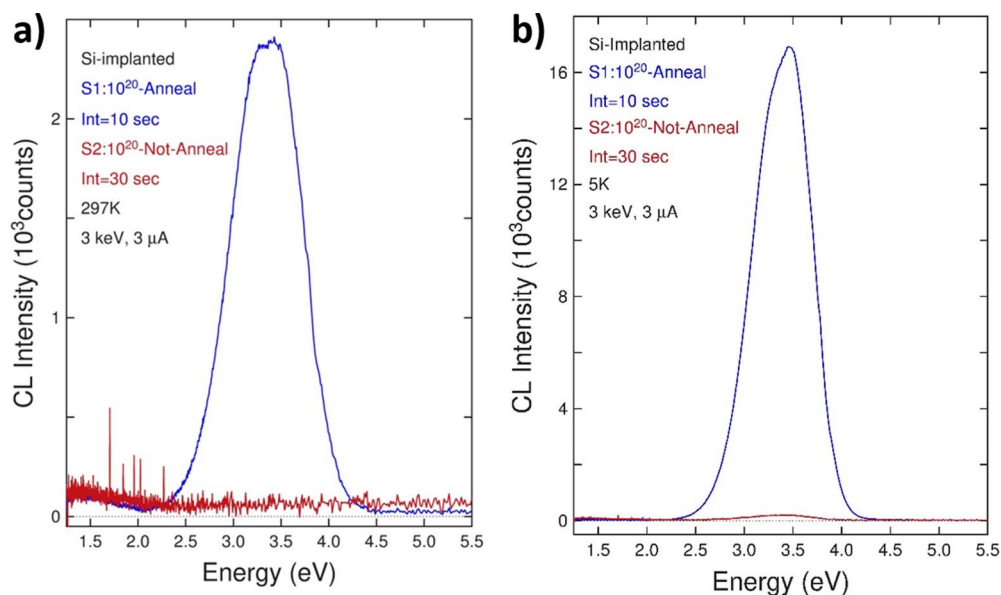 a)
Si-implanted
S1:10²⁰-Anneal
Int=10 sec
S2:10²⁰-Not-Anneal
Int=30 sec
297K
3 keV, 3 μA
CL Intensity (10³counts)
2
1
0
1.5 2.0 2.5 3.0 3.5 4.0 4.5 5.0 5.5
Energy (eV)
b)
Si-Implanted
S1:10²⁰-Anneal
Int=10 sec
S2:10²⁰-Not-Anneal
Int=30 sec
5K
3 keV, 3 μA
CL Intensity (10³counts)
16
12
8
4
0
1.5 2.0 2.5 3.0 3.5 4.0 4.5 5.0 5.5
Energy (eV)